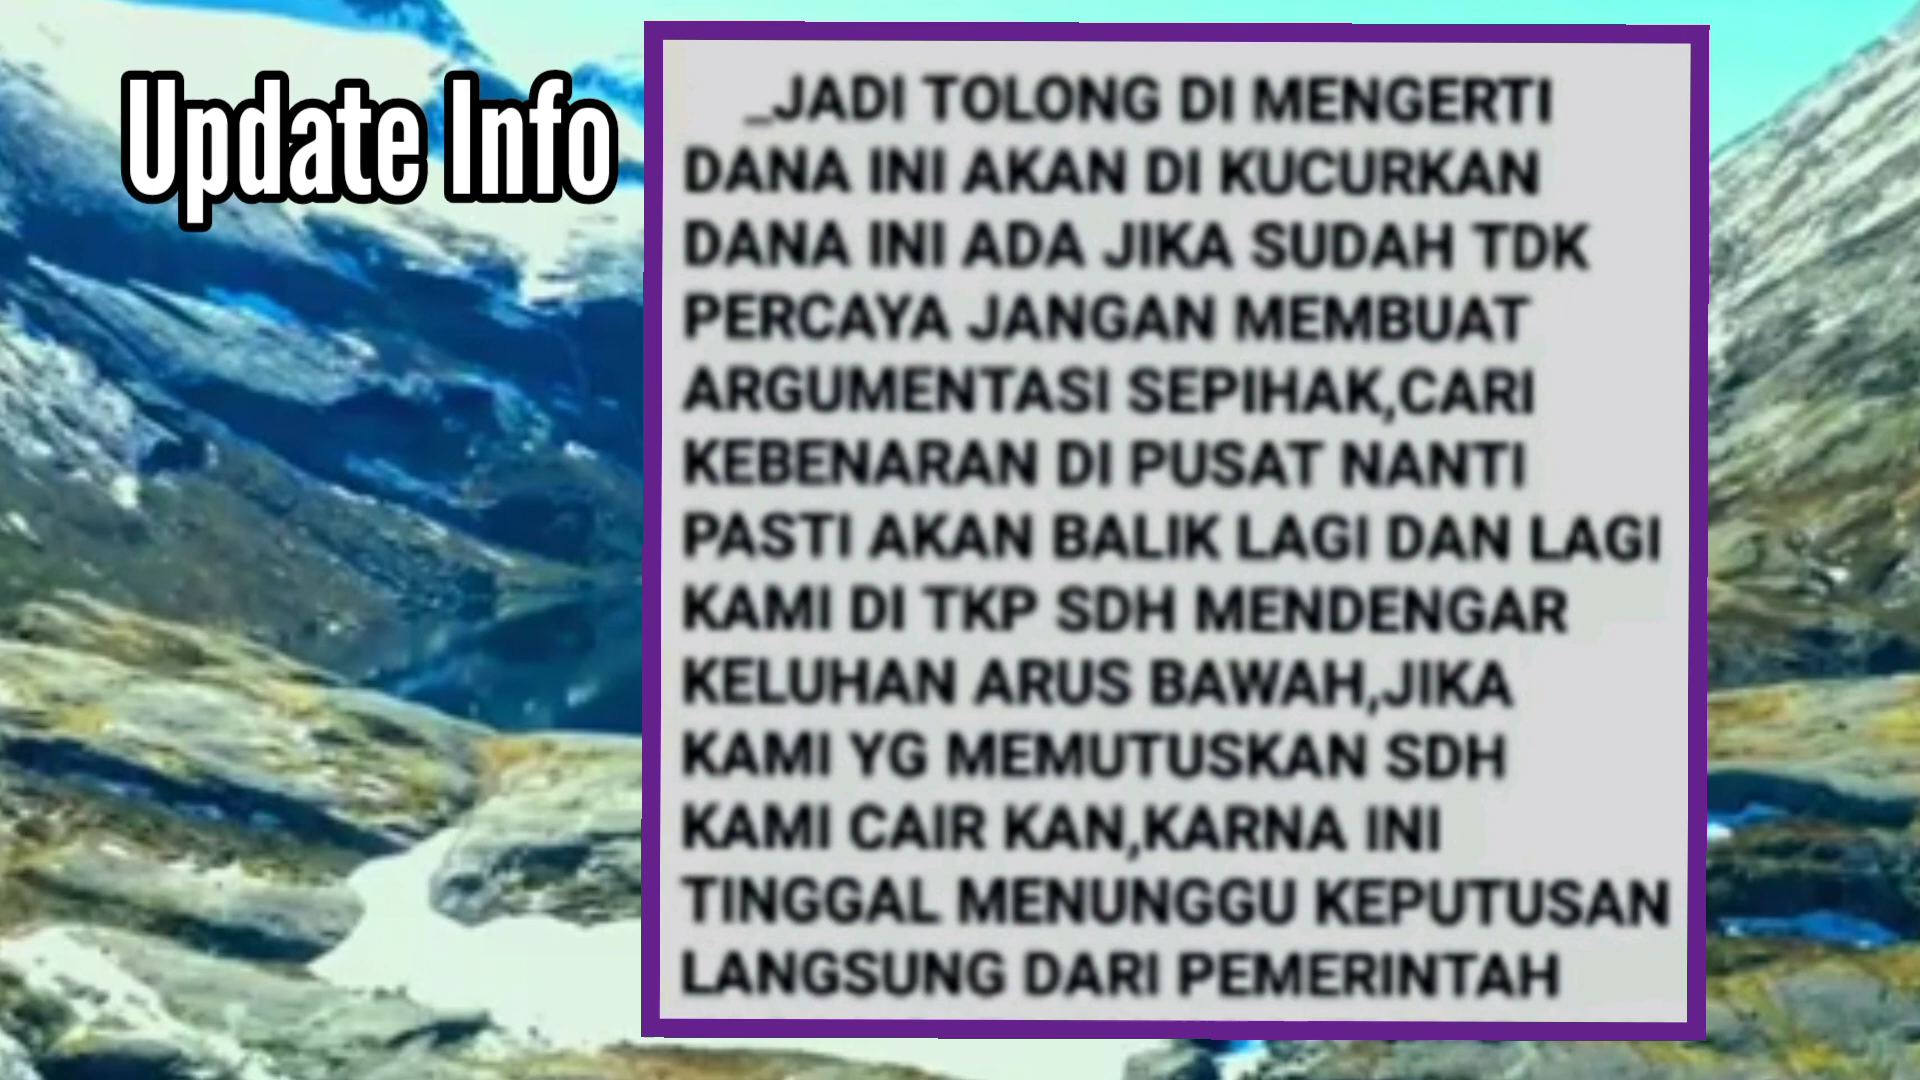 Update Info
_JADI TOLONG DI MENGERTI
DANA INI AKAN DI KUCURKAN
DANA INI ADA JIKA SUDAH TDK
PERCAYA JANGAN MEMBUAT
ARGUMENTASI SEPIHAK,CARI
KEBENARAN DI PUSAT NANTI
PASTI AKAN BALIK LAGI DAN LAGI
KAMI DI TKP SDH MENDENGAR
KELUHAN ARUS BAWAH,JIKA
KAMI YG MEMUTUSKAN SDH
KAMI CAIR KAN,KARNA INI
TINGGAL MENUNGGU KEPUTUSAN
LANGSUNG DARI PEMERINTAH